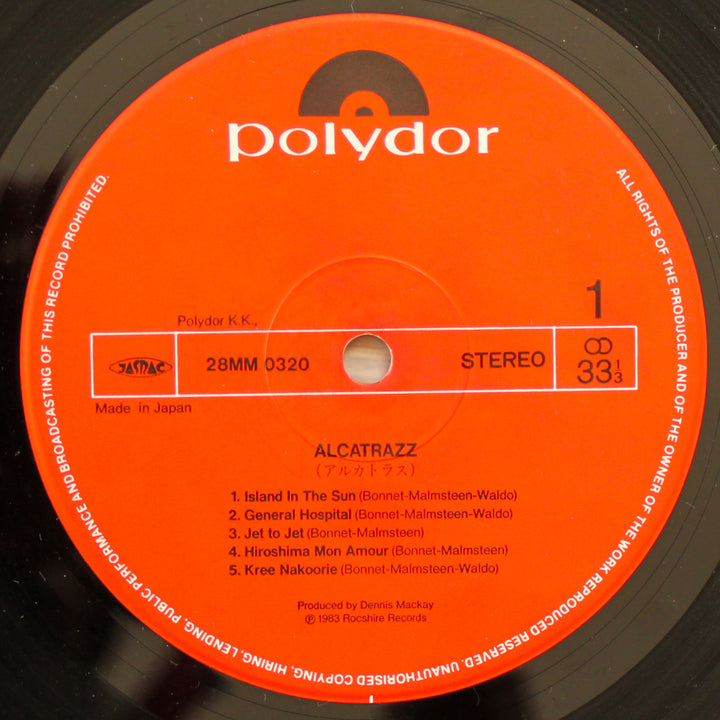 polydor
1
Polydor K.K.,
JASRAC
28MM 0320
STEREO
33 1/3
Made in Japan
ALCATRAZZ
(アルカトラス)
1. Island In The Sun (Bonnet-Malmsteen-Waldo)
2. General Hospital (Bonnet-Malmsteen-Waldo)
3. Jet to Jet (Bonnet-Malmsteen)
4. Hiroshima Mon Amour (Bonnet-Malmsteen)
5. Kree Nakoorie (Bonnet-Malmsteen-Waldo)
Produced by Dennis Mackay
℗ 1983 Rocshire Records
ALL RIGHTS OF THE PRODUCER AND OF THE OWNER OF THE WORK REPRODUCED RESERVED. UNAUTHORISED COPYING, HIRING, LENDING, PUBLIC PERFORMANCE AND BROADCASTING OF THIS RECORD PROHIBITED.